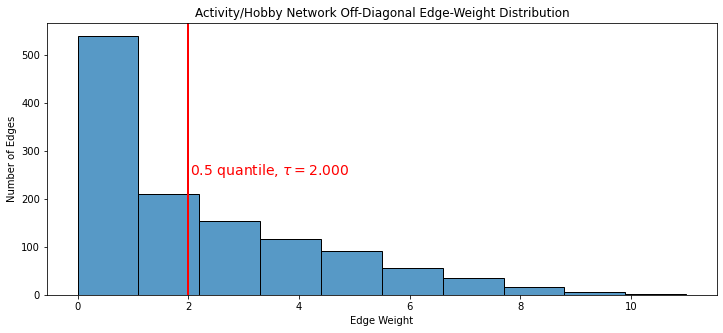 Activity/Hobby Network Off-Diagonal Edge-Weight Distribution
Number of Edges
500
400
300
200
100
0
0.5 quantile, τ = 2.000
0 2 4 6 8 10
Edge Weight